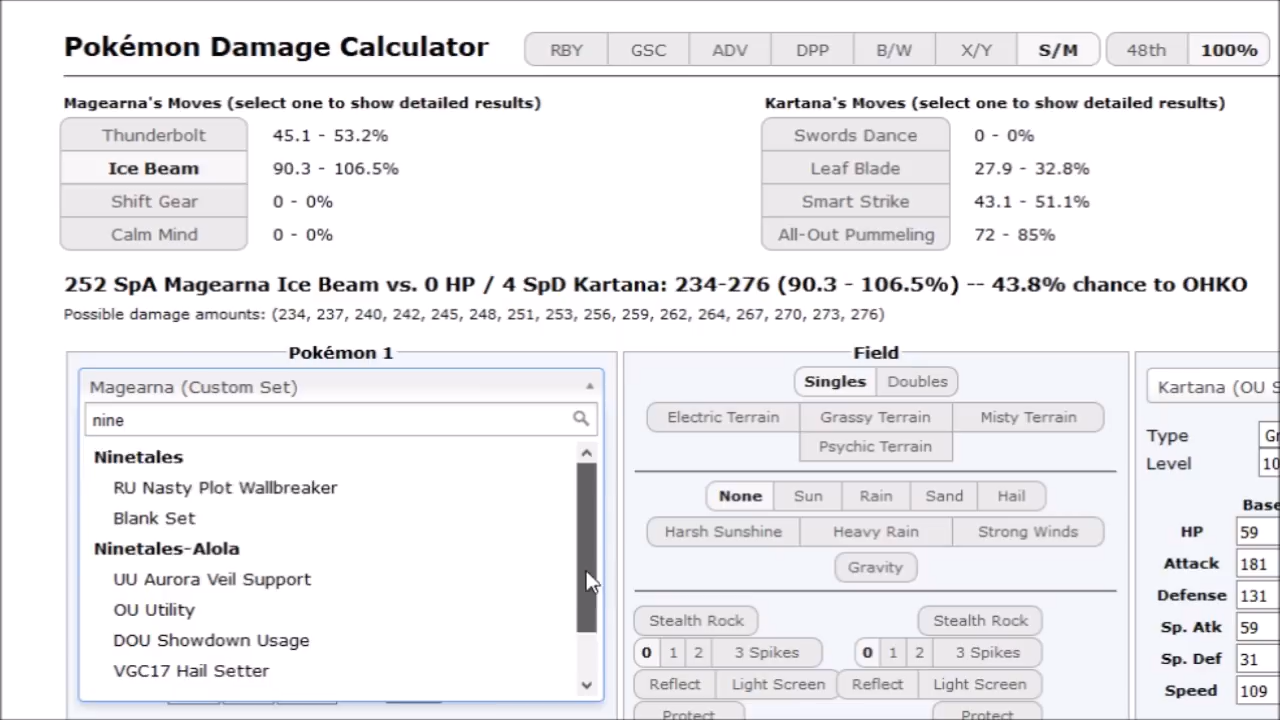 Pokémon Damage Calculator
RBY GSC ADV DPP B/W X/Y S/M 48th 100%
Magearna's Moves (select one to show detailed results)
Thunderbolt 45.1 - 53.2%
Ice Beam 90.3 - 106.5%
Shift Gear 0 - 0%
Calm Mind 0 - 0%
Kartana's Moves (select one to show detailed results)
Swords Dance 0 - 0%
Leaf Blade 27.9 - 32.8%
Smart Strike 43.1 - 51.1%
All-Out Pummeling 72 - 85%
252 SpA Magearna Ice Beam vs. 0 HP / 4 SpD Kartana: 234-276 (90.3 - 106.5%) -- 43.8% chance to OHKO
Possible damage amounts: (234, 237, 240, 242, 245, 248, 251, 253, 256, 259, 262, 264, 267, 270, 273, 276)
Pokémon 1
Magearna (Custom Set)
nine
Ninetales
RU Nasty Plot Wallbreaker
Blank Set
Ninetales-Alola
UU Aurora Veil Support
OU Utility
DOU Showdown Usage
VGC17 Hail Setter
Field
Singles Doubles
Electric Terrain Grassy Terrain Misty Terrain
Psychic Terrain
None Sun Rain Sand Hail
Harsh Sunshine Heavy Rain Strong Winds
Gravity
Stealth Rock Stealth Rock
0 1 2 3 Spikes 0 1 2 3 Spikes
Reflect Light Screen Reflect Light Screen
Protect Protect
Kartana (OU S
Type Gr
Level 10
Base
HP 59
Attack 181
Defense 131
Sp. Atk 59
Sp. Def 31
Speed 109